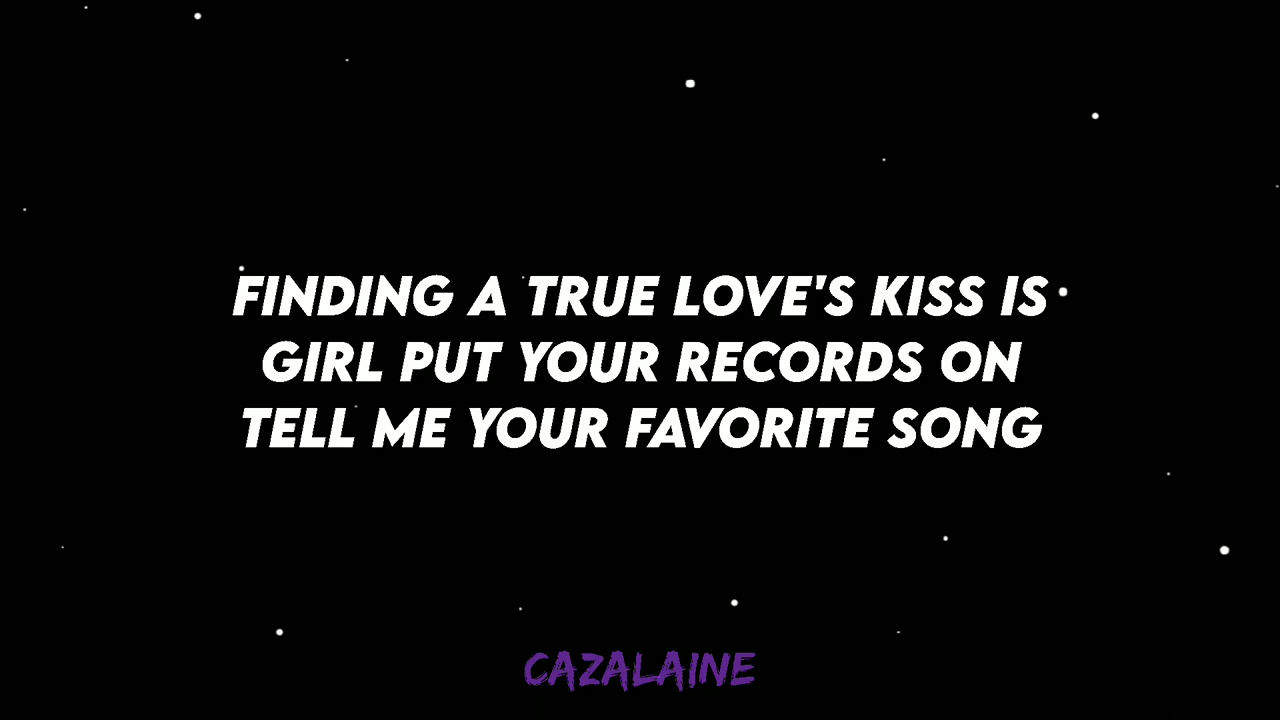 FINDING A TRUE LOVE'S KISS IS
GIRL PUT YOUR RECORDS ON
TELL ME YOUR FAVORITE SONG
CAZALAINE